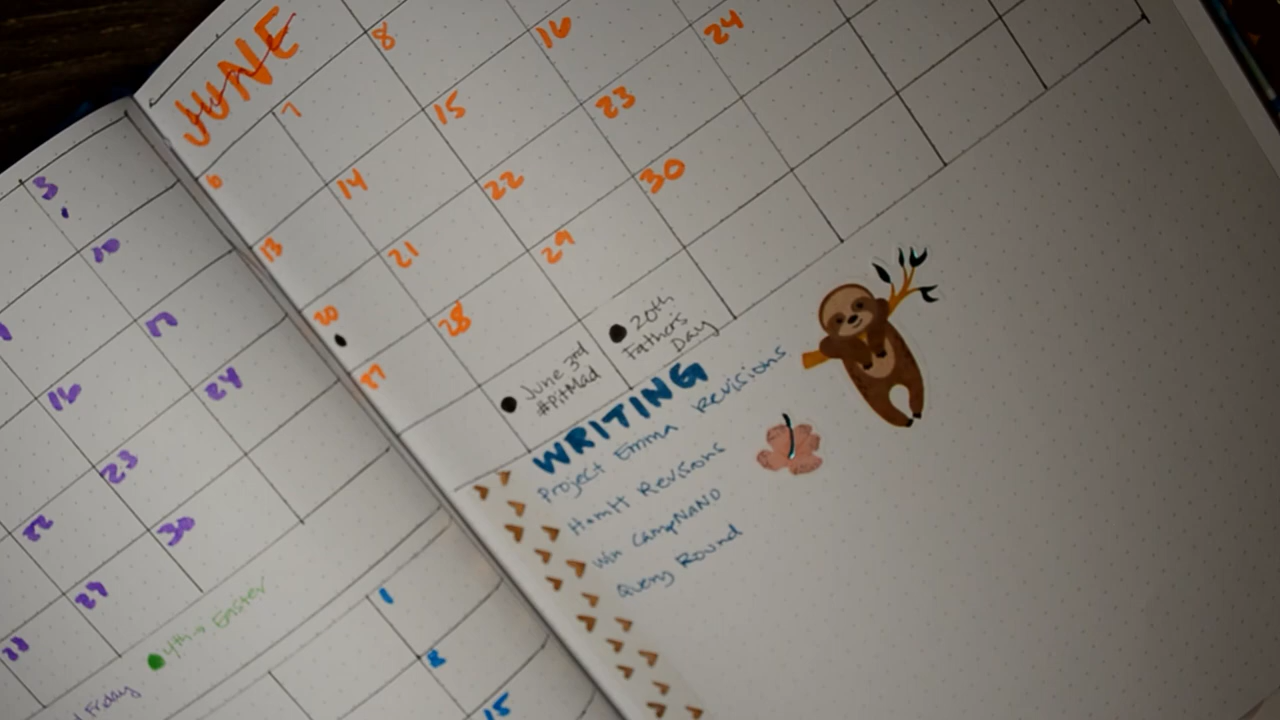 JUNE
8
16
24
7
15
23
6
14
22
30
13
21
29
20
28
27
June 3rd
#PitMad
20th
Fathers
Day
WRITING
Project Emma Revisions
HomH Revisions
Win CampNANO
Query Round
3
10
17
16
24
23
22
30
29
4th → Easter
Friday
1
8
15